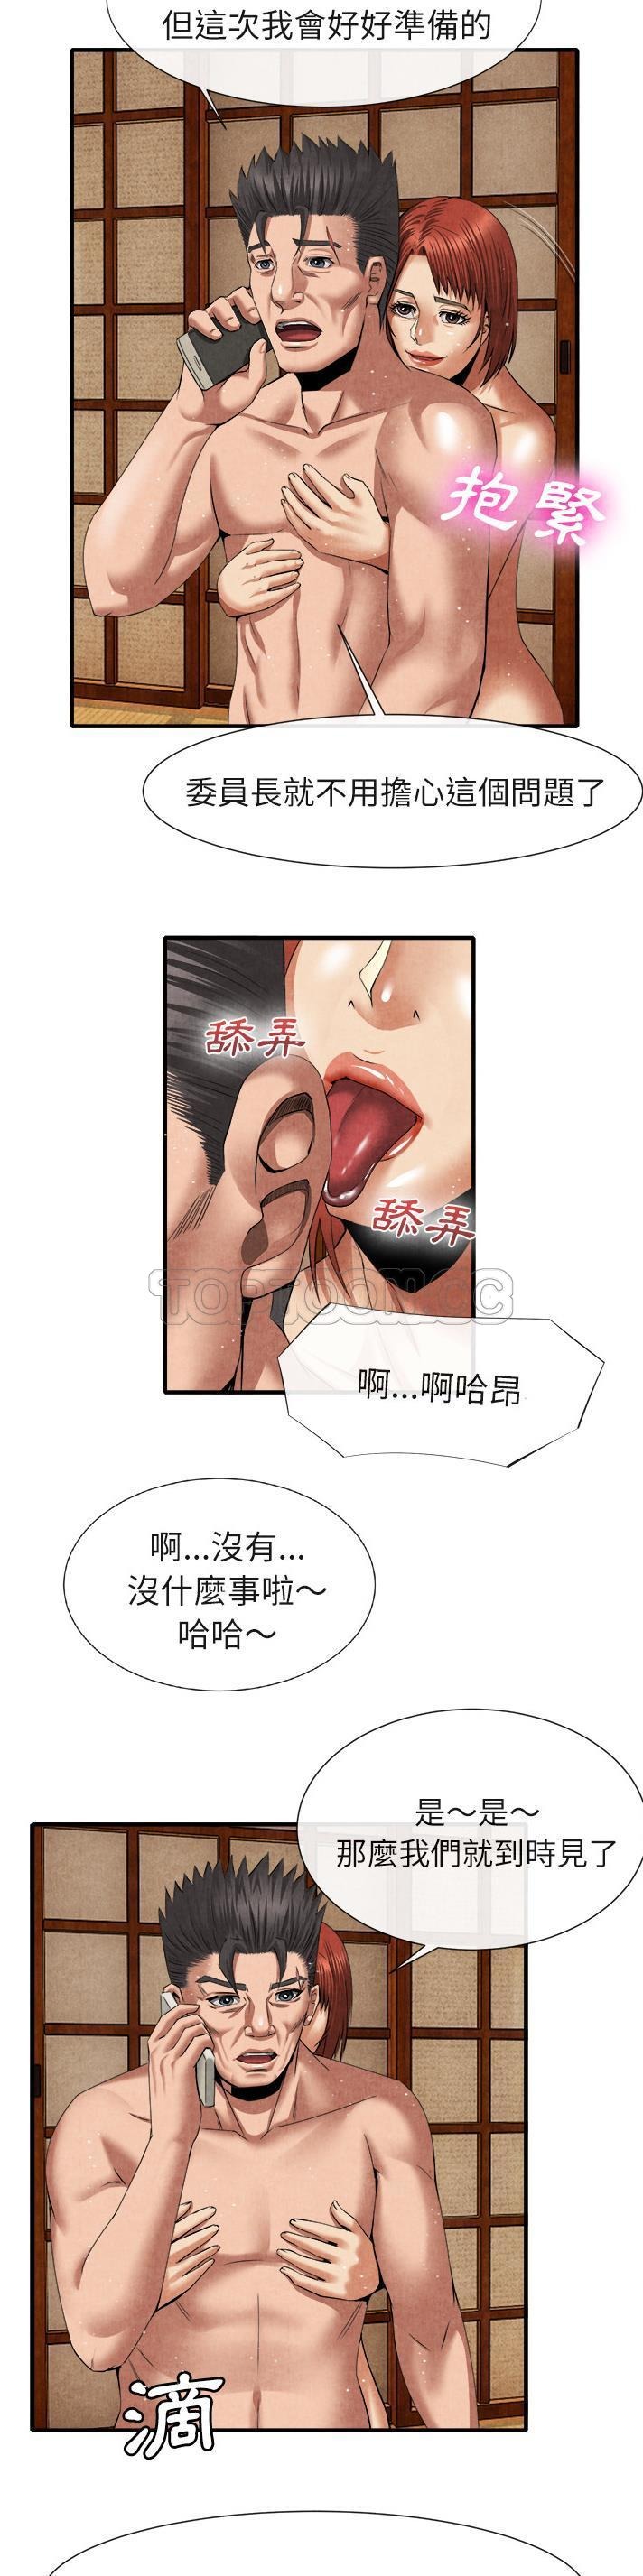 但這次我會好好準備的
抱緊
委員長就不用擔心這個問題了
舔弄
舔弄
TOPTOON.CC
啊...啊哈昂
啊...沒有...
沒什麼事啦～
哈哈～
是～是～
那麼我們就到時見了
滴